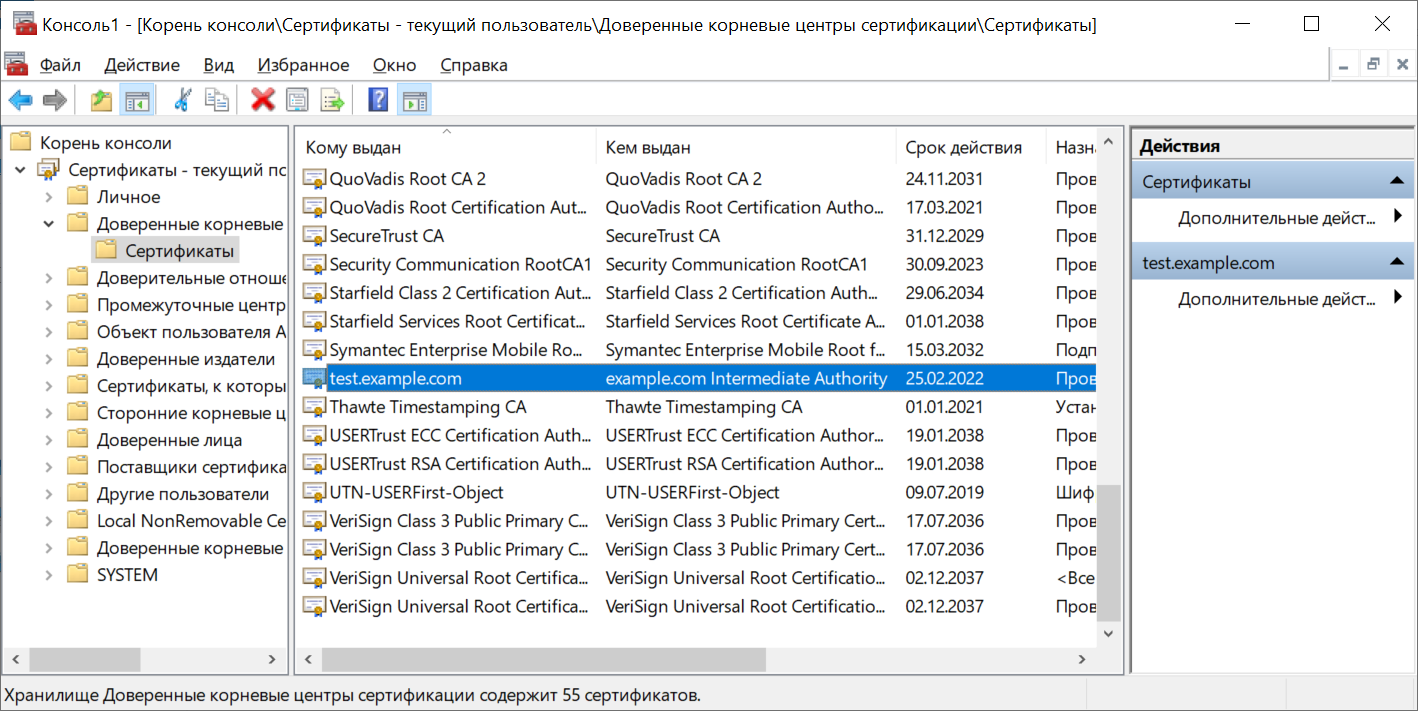 Консоль1 - [Корень консоли\Сертификаты - текущий пользователь\Доверенные корневые центры сертификации\Сертификаты]
Файл Действие Вид Избранное Окно Справка
Корень консоли
Сертификаты - текущий пс
Личное
Доверенные корневые
Сертификаты
Доверительные отноше
Промежуточные центр
Объект пользователя A
Доверенные издатели
Сертификаты, к которы
Сторонние корневые ц
Доверенные лица
Поставщики сертифика
Другие пользователи
Local NonRemovable Ce
Доверенные корневые
SYSTEM
Кому выдан Кем выдан Срок действия Назна
QuoVadis Root CA 2 QuoVadis Root CA 2 24.11.2031 Пров
QuoVadis Root Certification Aut... QuoVadis Root Certification Autho... 17.03.2021 Пров
SecureTrust CA SecureTrust CA 31.12.2029 Пров
Security Communication RootCA1 Security Communication RootCA1 30.09.2023 Пров
Starfield Class 2 Certification Aut... Starfield Class 2 Certification Auth... 29.06.2034 Пров
Starfield Services Root Certificat... Starfield Services Root Certificate A... 01.01.2038 Пров
Symantec Enterprise Mobile Ro... Symantec Enterprise Mobile Root f... 15.03.2032 Подп
test.example.com example.com Intermediate Authority 25.02.2022 Пров
Thawte Timestamping CA Thawte Timestamping CA 01.01.2021 Устан
USERTrust ECC Certification Auth... USERTrust ECC Certification Author... 19.01.2038 Пров
USERTrust RSA Certification Auth... USERTrust RSA Certification Author... 19.01.2038 Пров
UTN-USERFirst-Object UTN-USERFirst-Object 09.07.2019 Шиф
VeriSign Class 3 Public Primary C... VeriSign Class 3 Public Primary Cert... 17.07.2036 Пров
VeriSign Class 3 Public Primary C... VeriSign Class 3 Public Primary Cert... 17.07.2036 Пров
VeriSign Universal Root Certifica... VeriSign Universal Root Certificatio... 02.12.2037 <Все
VeriSign Universal Root Certifica... VeriSign Universal Root Certificatio... 02.12.2037 Пров
Действия
Сертификаты
Дополнительные дейст...
test.example.com
Дополнительные дейст...
Хранилище Доверенные корневые центры сертификации содержит 55 сертификатов.